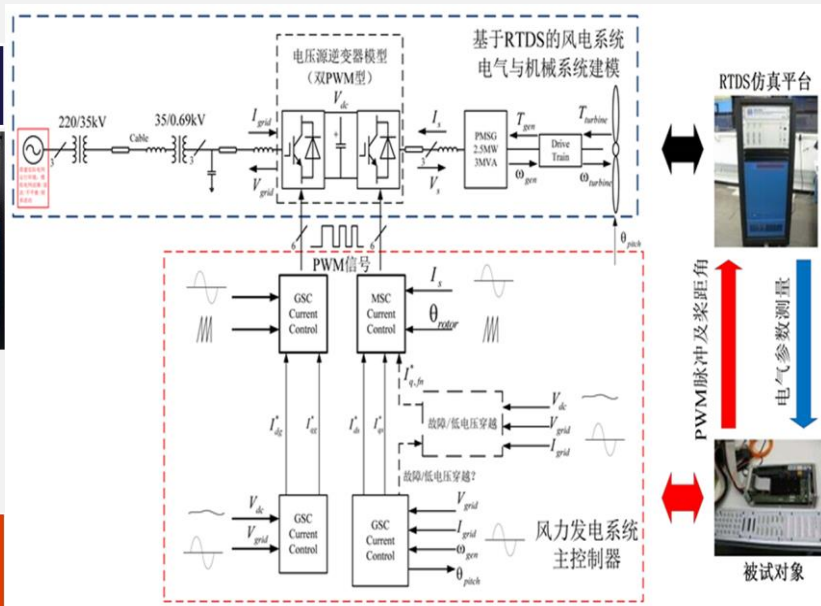 基于RTDS的风电系统
电气与机械系统建模
电压源逆变器模型
（双PWM型）
V_dc
220/35kV
Cable
35/0.69kV
3
3
I_grid
V_grid
I_s
V_s
3
PMSG
2.5MW
3MVA
T_gen
ω_gen
Drive
Train
T_turbine
ω_turbine
θ_pitch
6
6
PWM信号
GSC
Current
Control
MSC
Current
Control
I_s
θ_rotor
I*_q,fn
I*_dg
I*_qg
I*_ds
I*_qs
故障/低电压穿越
V_dc
V_grid
I_grid
故障/低电压穿越?
V_dc
V_grid
GSC
Current
Control
GSC
Current
Control
V_grid
I_grid
ω_gen
θ_pitch
风力发电系统
主控制器
RTDS仿真平台
PWM脉冲及桨距角
电气参数测量
被试对象